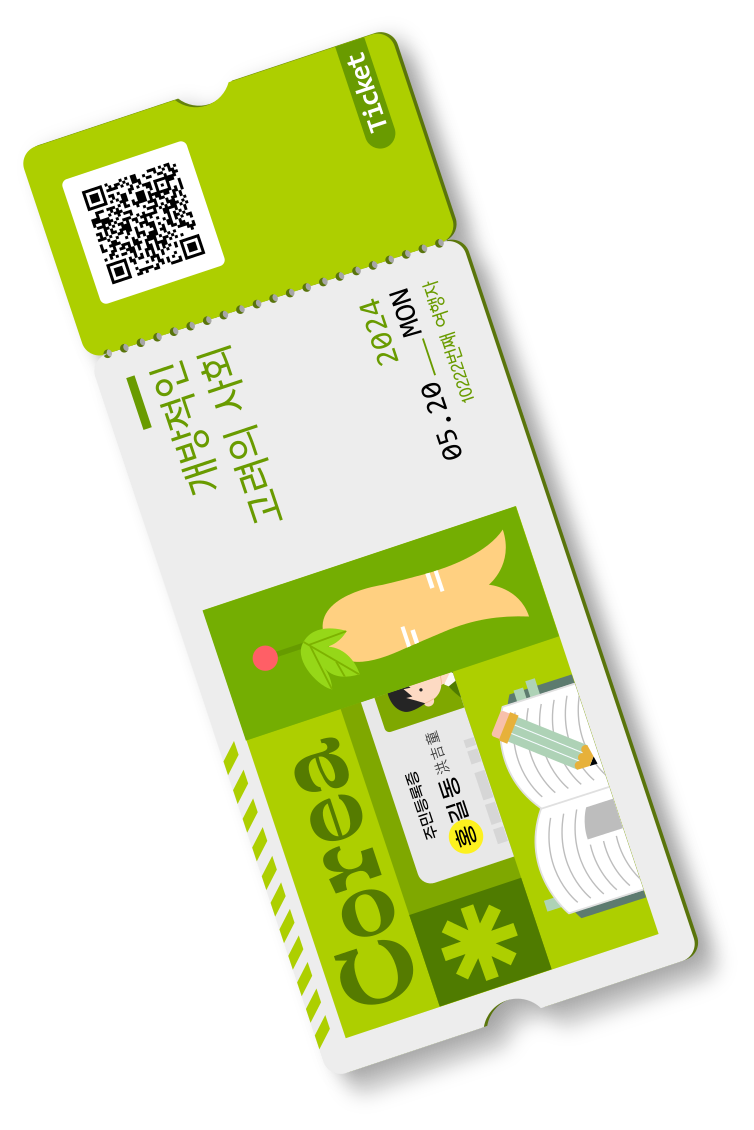 Ticket
개방적인
고려의 사회
2024
05.20 — MON
10222번째 여행자
Corea
주민등록증
홍길동 洪吉童